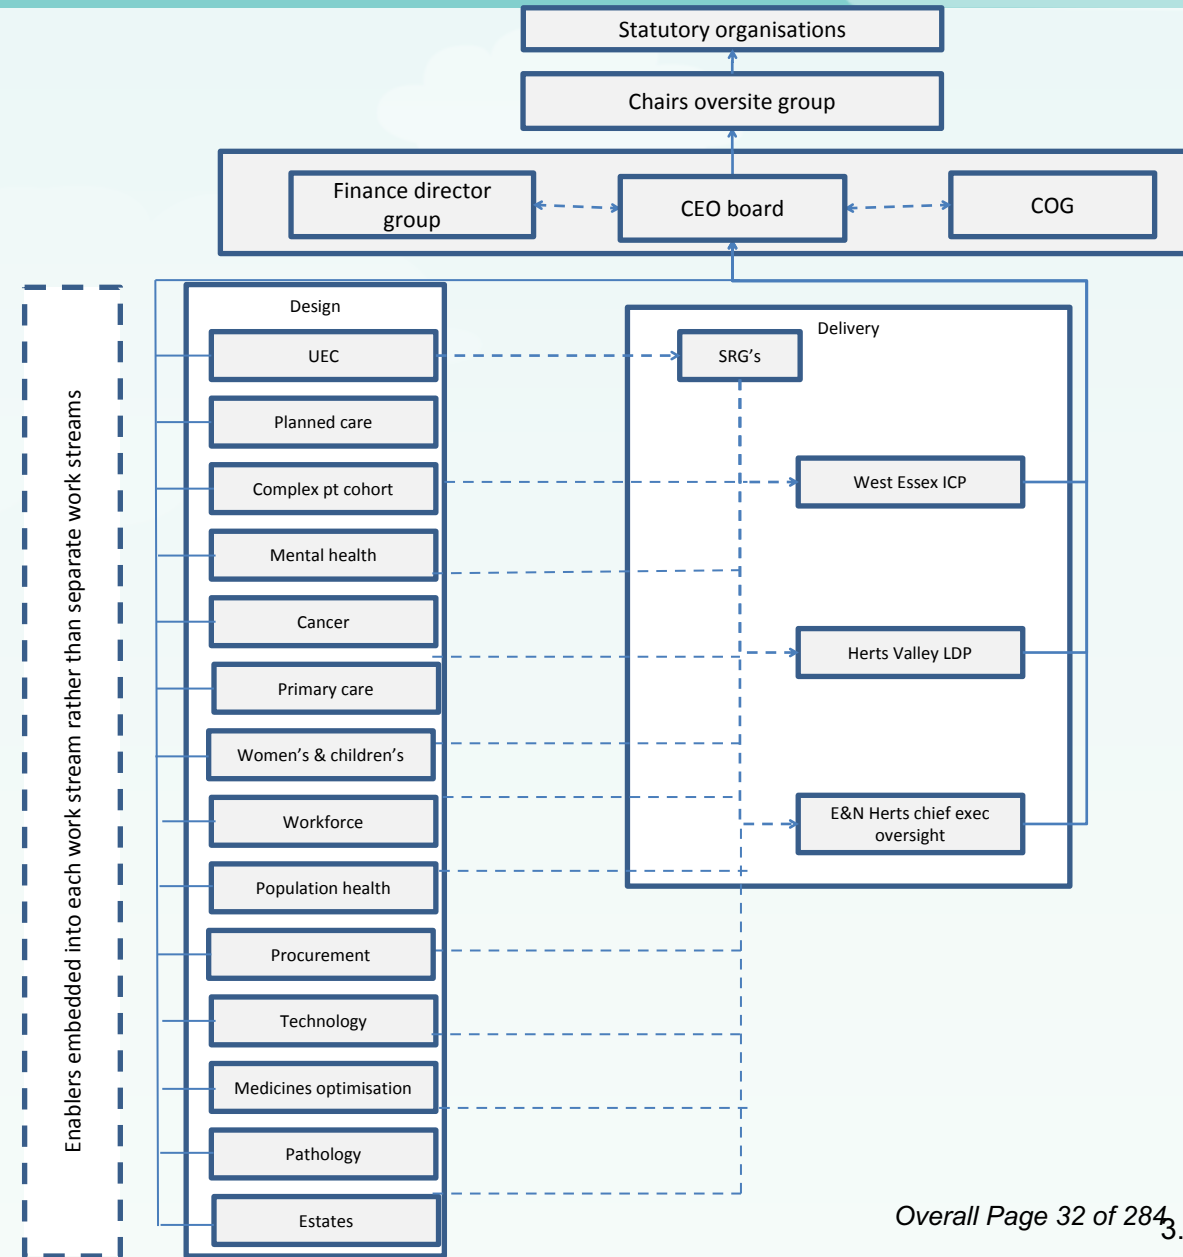 Statutory organisations
Chairs oversite group
Finance director
group
CEO board
COG
Enablers embedded into each work stream rather than separate work streams
Design
UEC
Planned care
Complex pt cohort
Mental health
Cancer
Primary care
Women's & children's
Workforce
Population health
Procurement
Technology
Medicines optimisation
Pathology
Estates
Delivery
SRG's
West Essex ICP
Herts Valley LDP
E&N Herts chief exec
oversight
Overall Page 32 of 284
3.